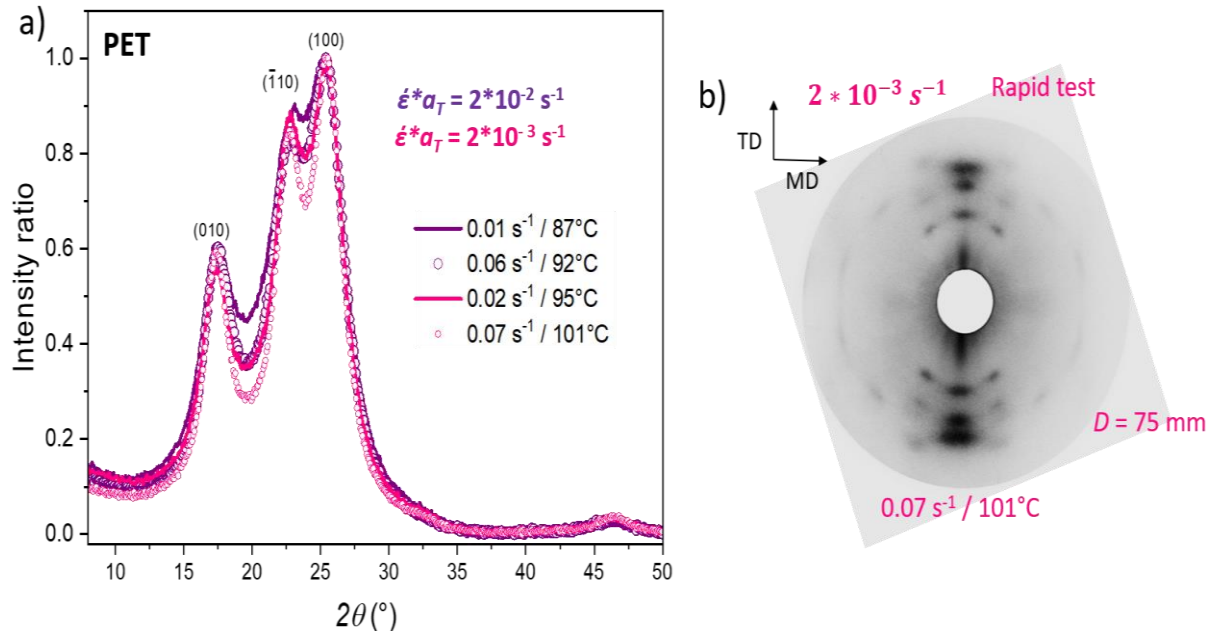 a)
PET
(010)
(1̄10)
(100)
ε̇*a_T = 2*10⁻² s⁻¹
ε̇*a_T = 2*10⁻³ s⁻¹
0.01 s⁻¹ / 87°C
0.06 s⁻¹ / 92°C
0.02 s⁻¹ / 95°C
0.07 s⁻¹ / 101°C
Intensity ratio
1.0
0.8
0.6
0.4
0.2
0.0
10 15 20 25 30 35 40 45 50
2θ (°)
b)
2 * 10⁻³ s⁻¹
Rapid test
TD
MD
D = 75 mm
0.07 s⁻¹ / 101°C